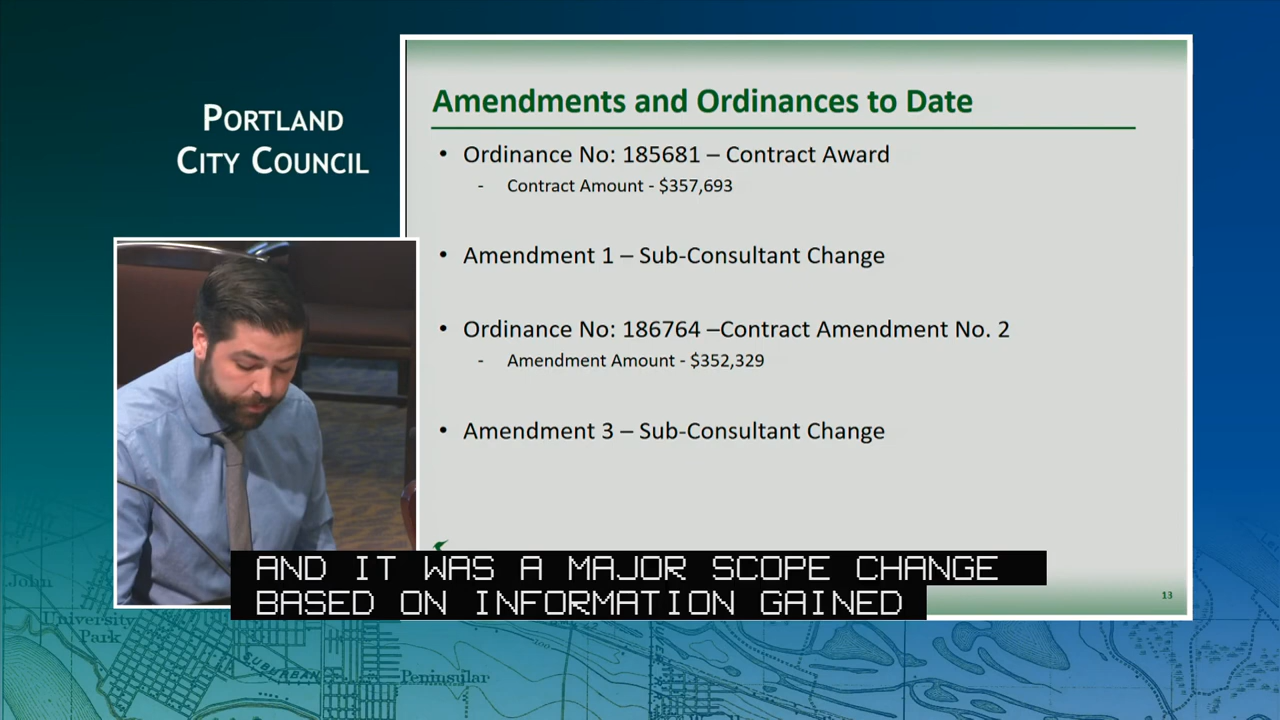 PORTLAND
CITY COUNCIL
Amendments and Ordinances to Date
• Ordinance No: 185681 – Contract Award
- Contract Amount - $357,693
• Amendment 1 – Sub-Consultant Change
• Ordinance No: 186764 –Contract Amendment No. 2
- Amendment Amount - $352,329
• Amendment 3 – Sub-Consultant Change
13
AND IT WAS A MAJOR SCOPE CHANGE
BASED ON INFORMATION GAINED
John
University
Park
SUBURBAN
Peninsular